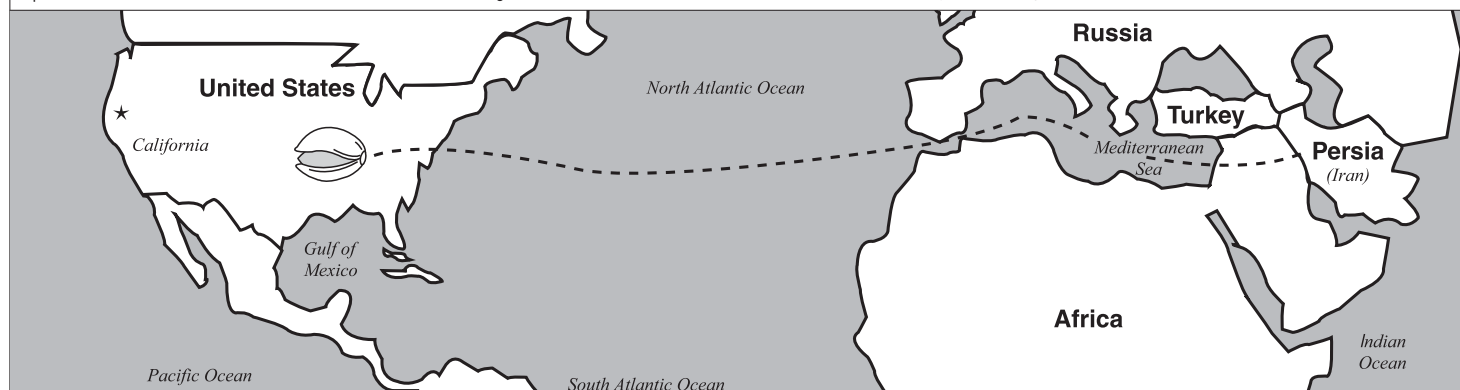 Russia
United States
North Atlantic Ocean
Turkey
California
Mediterranean
Sea
Persia
(Iran)
Gulf of
Mexico
Africa
Indian
Ocean
Pacific Ocean
South Atlantic Ocean